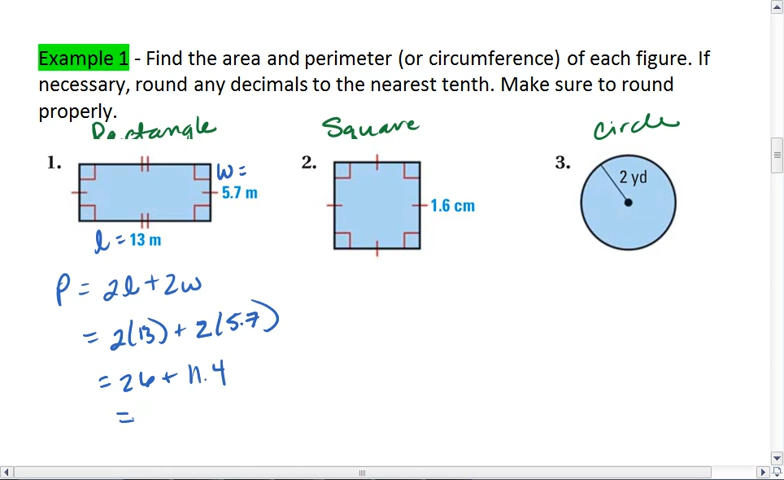 Example 1 - Find the area and perimeter (or circumference) of each figure. If
necessary, round any decimals to the nearest tenth. Make sure to round
properly.
Rectangle Square Circle
1. 2. 3.
w =
5.7 m
l = 13 m
1.6 cm
2 yd
P = 2l + 2w
= 2(13) + 2(5.7)
= 26 + 11.4
=